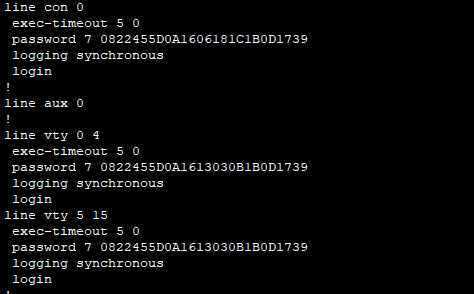 line con 0
 exec-timeout 5 0
 password 7 0822455D0A1606181C1B0D1739
 logging synchronous
 login
!
line aux 0
!
line vty 0 4
 exec-timeout 5 0
 password 7 0822455D0A1613030B1B0D1739
 logging synchronous
 login
line vty 5 15
 exec-timeout 5 0
 password 7 0822455D0A1613030B1B0D1739
 logging synchronous
 login
!